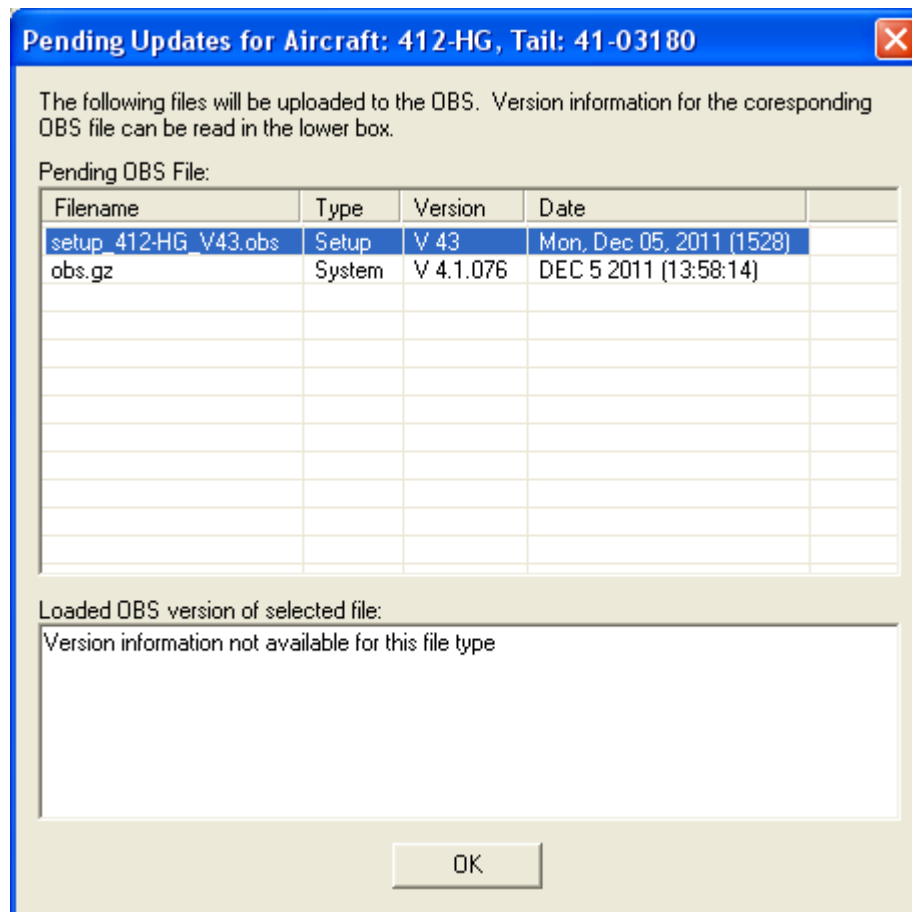 Pending Updates for Aircraft: 412-HG, Tail: 41-03180
The following files will be uploaded to the OBS. Version information for the coresponding
OBS file can be read in the lower box.
Pending OBS File:
Filename Type Version Date
setup_412-HG_V43.obs Setup V 43 Mon, Dec 05, 2011 (1528)
obs.gz System V 4.1.076 DEC 5 2011 (13:58:14)
Loaded OBS version of selected file:
Version information not available for this file type
OK